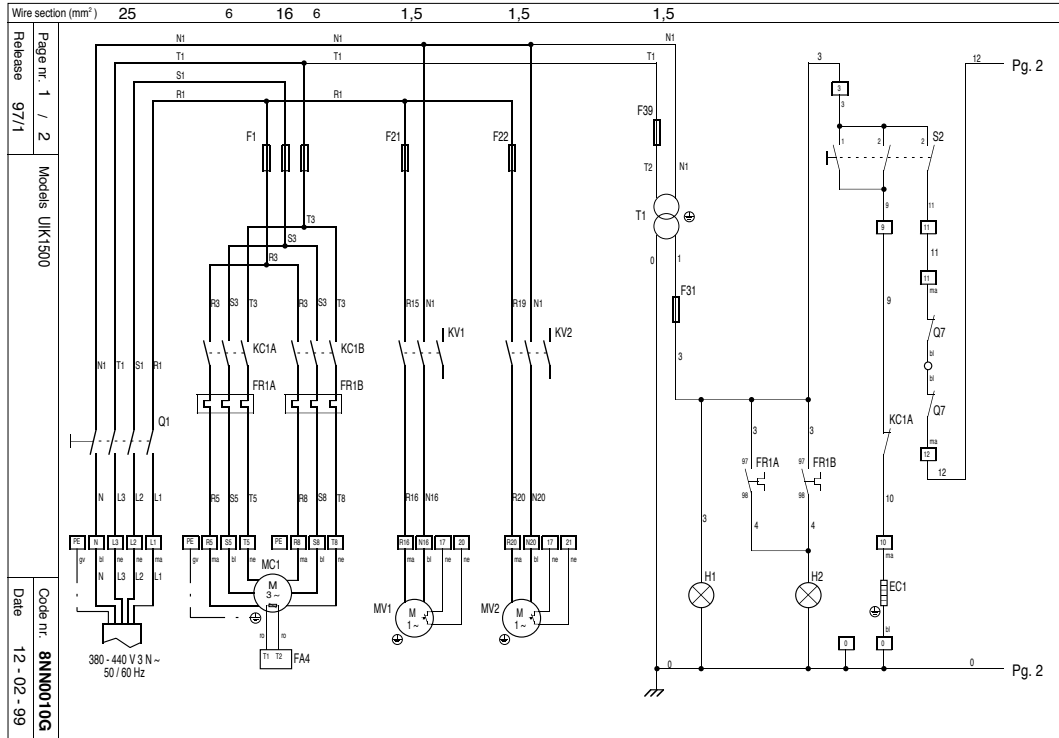 Wire section (mm²) 25 6 16 6 1,5 1,5 1,5
Page nr. 1 / 2
Release 97/1
Models UIK1500
Code nr. 8NN0010G
Date 12 - 02 - 99
N1 N1 N1
T1 T1 T1
S1
R1 R1
12 Pg. 2
3
3
3
F1 F21 F22 F39
T2 N1
1 2 2 S2
T1
T3
S3
R3
9 11
9 11
11
0 1
11
ma
R3 S3 T3 R3 S3 T3 R15 N1 R19 N1
F31
9
KC1A KC1B KV1 KV2
Q7
3
bl
bl
N1 T1 S1 R1
FR1A FR1B
Q7
Q1
KC1A
3 3
ma
12
12
97 FR1A 97 FR1B
98 98
N L3 L2 L1 R5 S5 T5 R8 S8 T8 R16 N16 R20 N20
10
3 4 4
PE N L3 L2 L1 PE R5 S5 T5 PE R8 S8 T8 R16 N16 17 20 R20 N20 17 21
10
gv bl ne ne ma gv ma bl ne ma bl ne ma bl ne ne ma bl ne ne
ma
MC1
N L3 L2 L1
M
3 ~
H1 H2 EC1
MV1 M 1 ~ MV2 M 1 ~
ro ro
bl
0 0
T1 T2 FA4
380 - 440 V 3 N ~
50 / 60 Hz
0 0 Pg. 2